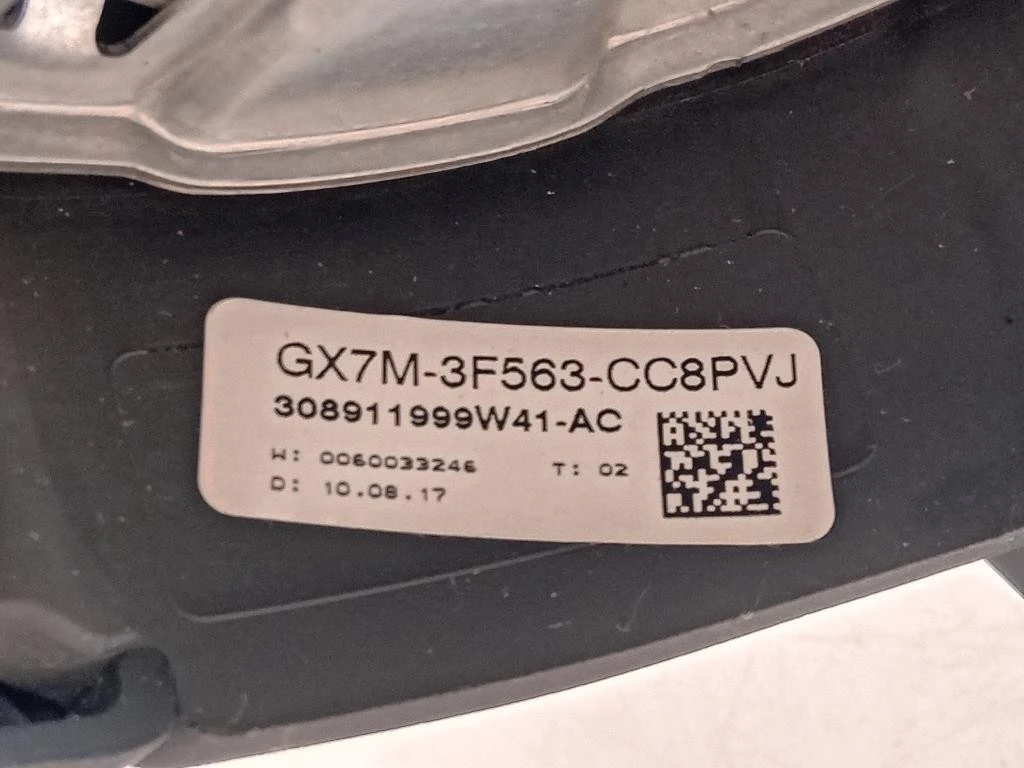 GX7M-3F563-CC8PVJ
308911999W41-AC
W: 0060033246 T: 02
D: 10.08.17